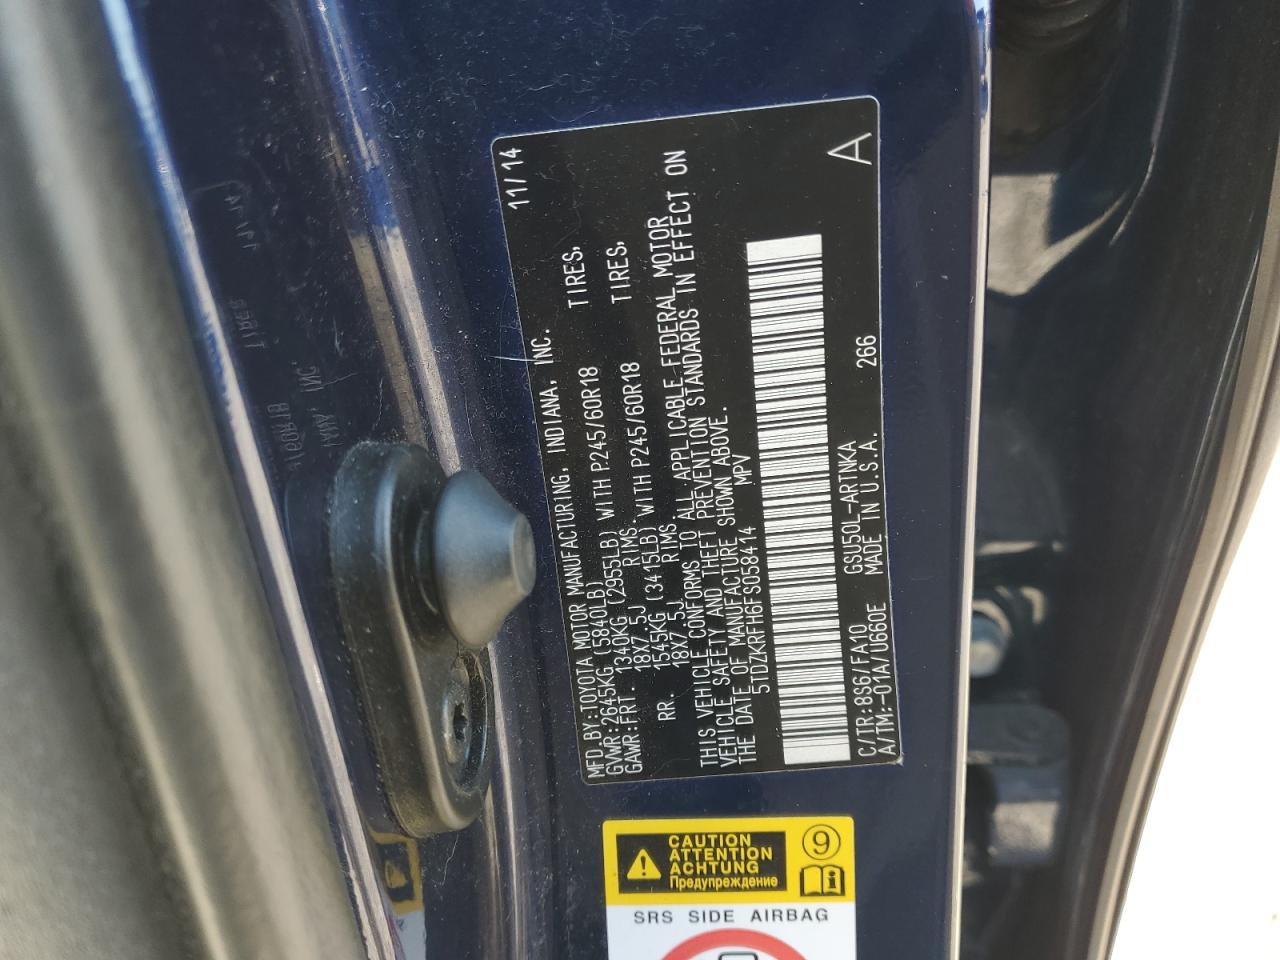 MFD.BY:TOYOTA MOTOR MANUFACTURING, INDIANA, INC. 11/14
GVWR:2645KG (5840LB)
GAWR:FRT. 1340KG (2955LB) WITH P245/60R18 TIRES,
18X7.5J RIMS.
RR. 1545KG (3415LB) WITH P245/60R18 TIRES,
18X7.5J RIMS
THIS VEHICLE CONFORMS TO ALL APPLICABLE FEDERAL MOTOR
VEHICLE SAFETY AND THEFT PREVENTION STANDARDS IN EFFECT ON
THE DATE OF MANUFACTURE SHOWN ABOVE.
5TDZKRFH6FS058414 MPV
C/TR:8S6/FA10 GSU50L-ARTNKA 266 A
A/TM:-01A/U660E MADE IN U.S.A.
CAUTION
ATTENTION
ACHTUNG
Предупреждение
9
SRS SIDE AIRBAG